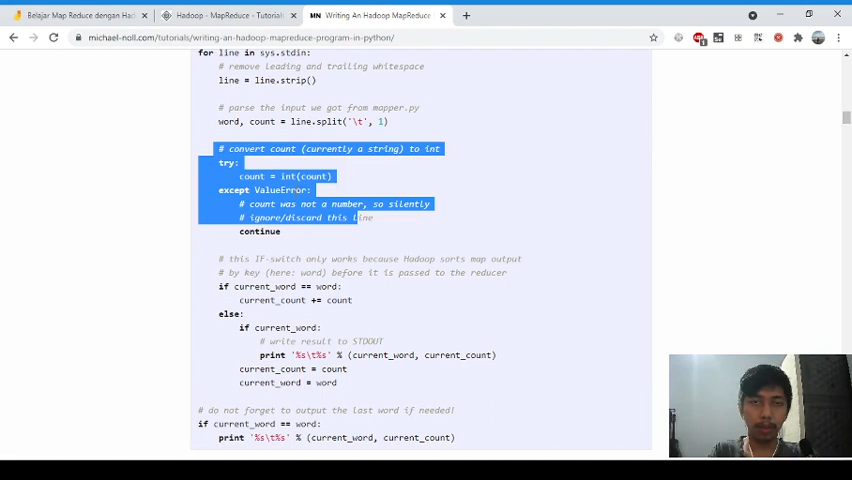 Belajar Map Reduce dengan Had
Hadoop - MapReduce - Tutorials
MN Writing An Hadoop MapReduce
michael-noll.com/tutorials/writing-an-hadoop-mapreduce-program-in-python/
for line in sys.stdin:
# remove leading and trailing whitespace
line = line.strip()
# parse the input we got from mapper.py
word, count = line.split('\t', 1)
# convert count (currently a string) to int
try:
count = int(count)
except ValueError:
# count was not a number, so silently
# ignore/discard this line
continue
# this IF-switch only works because Hadoop sorts map output
# by key (here: word) before it is passed to the reducer
if current_word == word:
current_count += count
else:
if current_word:
# write result to STDOUT
print '%s\t%s' % (current_word, current_count)
current_count = count
current_word = word
# do not forget to output the last word if needed!
if current_word == word:
print '%s\t%s' % (current_word, current_count)